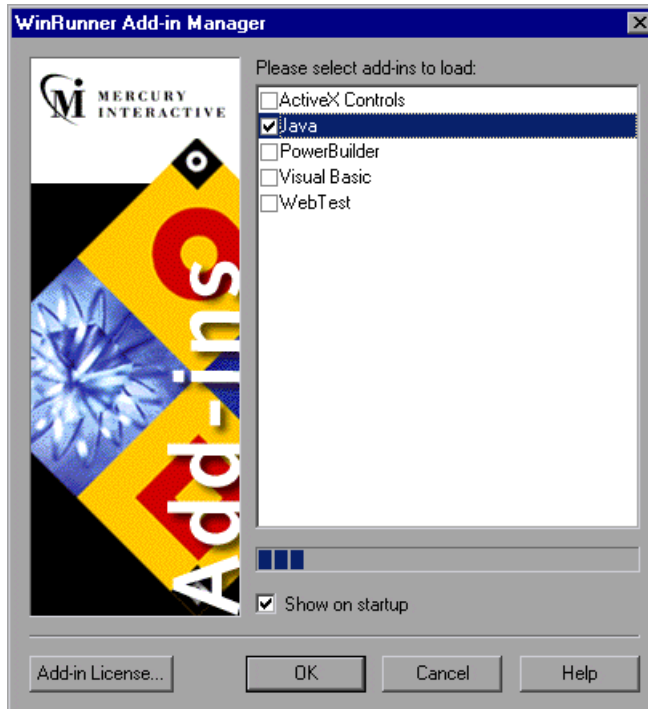 WinRunner Add-in Manager
MERCURY
INTERACTIVE
Add-ins
Please select add-ins to load:
ActiveX Controls
Java
PowerBuilder
Visual Basic
WebTest
Show on startup
Add-in License...
OK
Cancel
Help